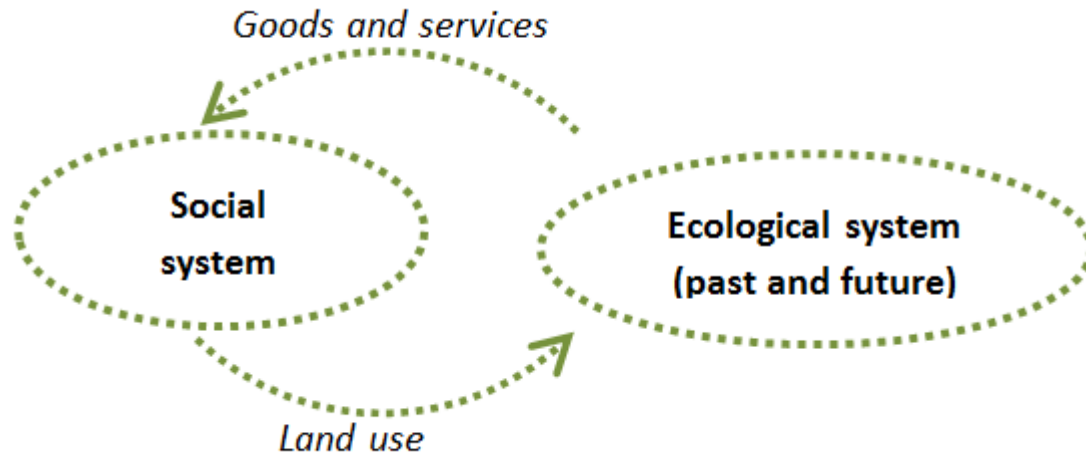 Goods and services
Social
system
Ecological system
(past and future)
Land use